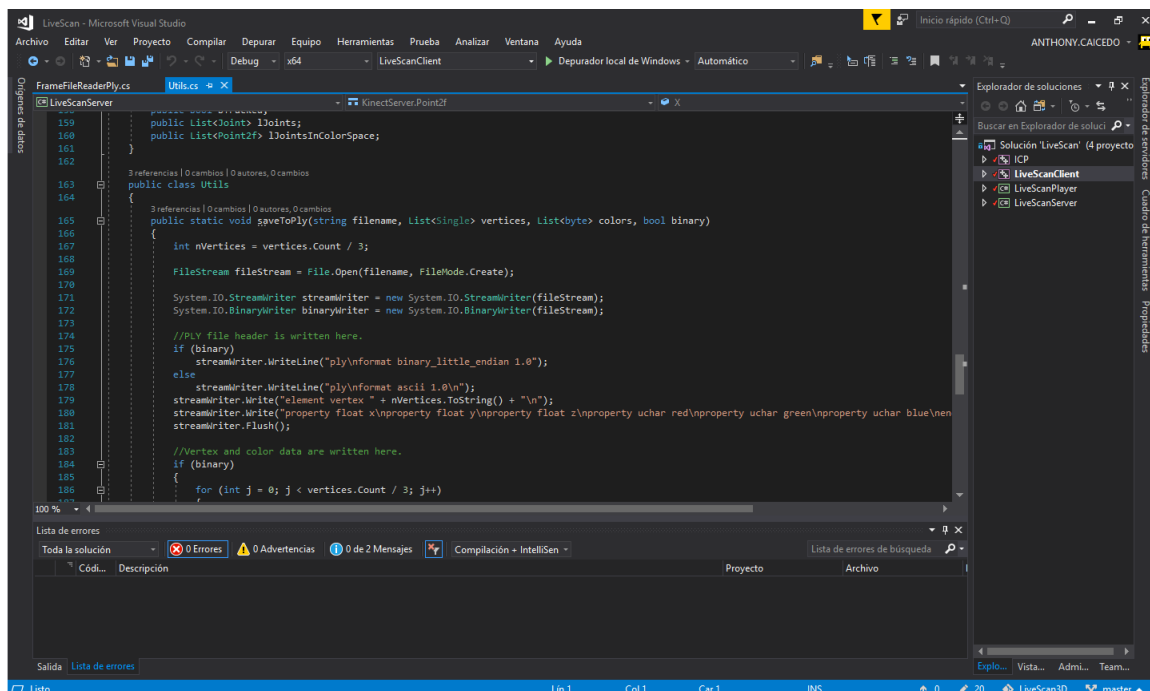 LiveScan - Microsoft Visual Studio
Inicio rápido (Ctrl+Q)
Archivo Editar Ver Proyecto Compilar Depurar Equipo Herramientas Prueba Analizar Ventana Ayuda
ANTHONY.CAICEDO
Debug x64 LiveScanClient Depurador local de Windows Automático
Orígenes de datos
FrameFileReaderPly.cs Utils.cs
LiveScanServer KinectServer.Point2f X
159 public List<Joint> lJoints;
160 public List<Point2f> lJointsInColorSpace;
161 }
162
3 referencias | 0 cambios | 0 autores, 0 cambios
163 public class Utils
164 {
3 referencias | 0 cambios | 0 autores, 0 cambios
165 public static void saveToPly(string filename, List<Single> vertices, List<byte> colors, bool binary)
166 {
167 int nVertices = vertices.Count / 3;
168
169 FileStream fileStream = File.Open(filename, FileMode.Create);
170
171 System.IO.StreamWriter streamWriter = new System.IO.StreamWriter(fileStream);
172 System.IO.BinaryWriter binaryWriter = new System.IO.BinaryWriter(fileStream);
173
174 //PLY file header is written here.
175 if (binary)
176 streamWriter.WriteLine("ply\nformat binary_little_endian 1.0");
177 else
178 streamWriter.WriteLine("ply\nformat ascii 1.0\n");
179 streamWriter.Write("element vertex " + nVertices.ToString() + "\n");
180 streamWriter.Write("property float x\nproperty float y\nproperty float z\nproperty uchar red\nproperty uchar green\nproperty uchar blue\nen
181 streamWriter.Flush();
182
183 //Vertex and color data are written here.
184 if (binary)
185 {
186 for (int j = 0; j < vertices.Count / 3; j++)
100 %
Explorador de soluciones
Buscar en Explorador de soluci
Solución 'LiveScan' (4 proyecto
ICP
LiveScanClient
LiveScanPlayer
LiveScanServer
Explorador de servidores
Cuadro de herramientas
Propiedades
Lista de errores
Toda la solución 0 Errores 0 Advertencias 0 de 2 Mensajes Compilación + IntelliSen Lista de errores de búsqueda
Códi... Descripción Proyecto Archivo
Salida Lista de errores
Explo... Vista... Admi... Team...
Listo Lín 1 Col 1 Car 1 INS 0 20 LiveScan3D master